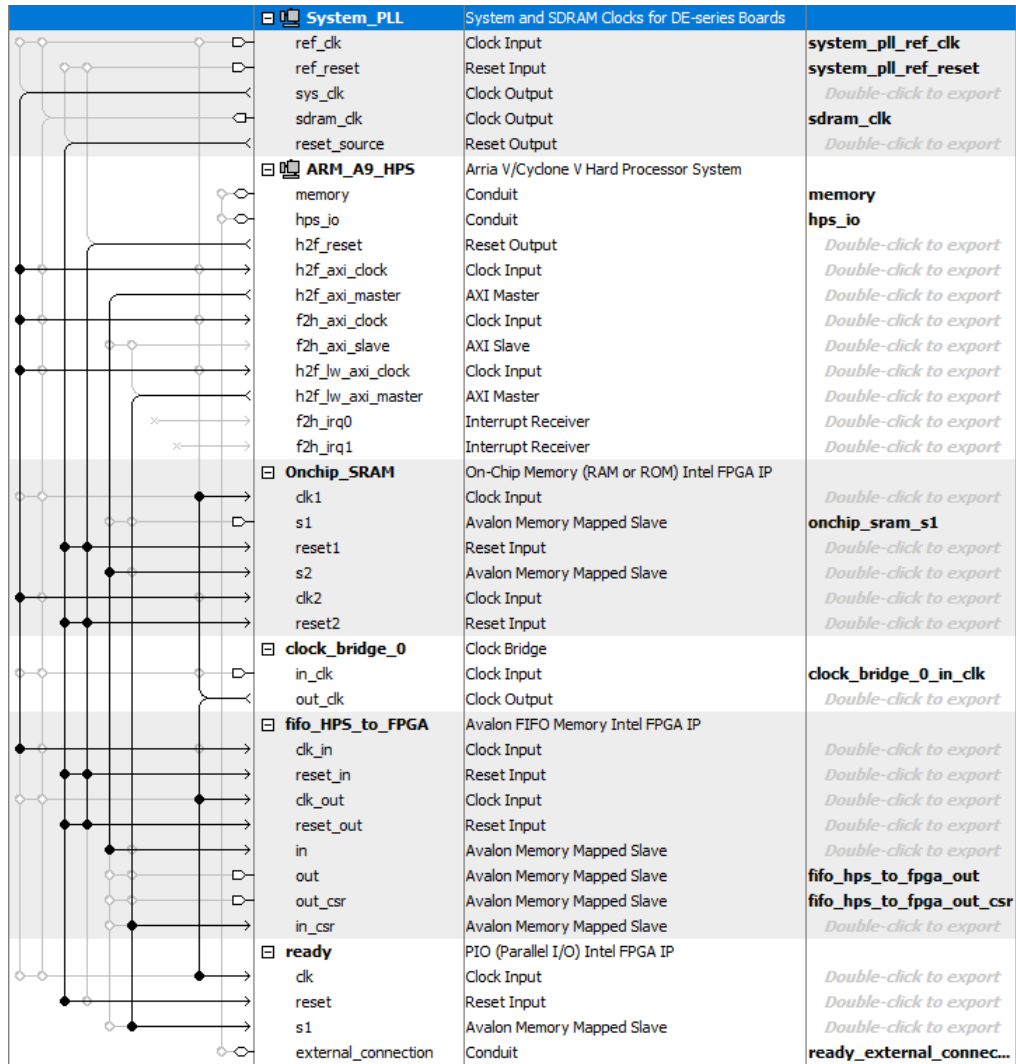 System_PLL System and SDRAM Clocks for DE-series Boards
ref_clk Clock Input system_pll_ref_clk
ref_reset Reset Input system_pll_ref_reset
sys_clk Clock Output Double-click to export
sdram_clk Clock Output sdram_clk
reset_source Reset Output Double-click to export
ARM_A9_HPS Arria V/Cyclone V Hard Processor System
memory Conduit memory
hps_io Conduit hps_io
h2f_reset Reset Output Double-click to export
h2f_axi_clock Clock Input Double-click to export
h2f_axi_master AXI Master Double-click to export
f2h_axi_clock Clock Input Double-click to export
f2h_axi_slave AXI Slave Double-click to export
h2f_lw_axi_clock Clock Input Double-click to export
h2f_lw_axi_master AXI Master Double-click to export
f2h_irq0 Interrupt Receiver Double-click to export
f2h_irq1 Interrupt Receiver Double-click to export
Onchip_SRAM On-Chip Memory (RAM or ROM) Intel FPGA IP
clk1 Clock Input Double-click to export
s1 Avalon Memory Mapped Slave onchip_sram_s1
reset1 Reset Input Double-click to export
s2 Avalon Memory Mapped Slave Double-click to export
clk2 Clock Input Double-click to export
reset2 Reset Input Double-click to export
clock_bridge_0 Clock Bridge
in_clk Clock Input clock_bridge_0_in_clk
out_clk Clock Output Double-click to export
fifo_HPS_to_FPGA Avalon FIFO Memory Intel FPGA IP
clk_in Clock Input Double-click to export
reset_in Reset Input Double-click to export
clk_out Clock Input Double-click to export
reset_out Reset Input Double-click to export
in Avalon Memory Mapped Slave Double-click to export
out Avalon Memory Mapped Slave fifo_hps_to_fpga_out
out_csr Avalon Memory Mapped Slave fifo_hps_to_fpga_out_csr
in_csr Avalon Memory Mapped Slave Double-click to export
ready PIO (Parallel I/O) Intel FPGA IP
clk Clock Input Double-click to export
reset Reset Input Double-click to export
s1 Avalon Memory Mapped Slave Double-click to export
external_connection Conduit ready_external_connec...